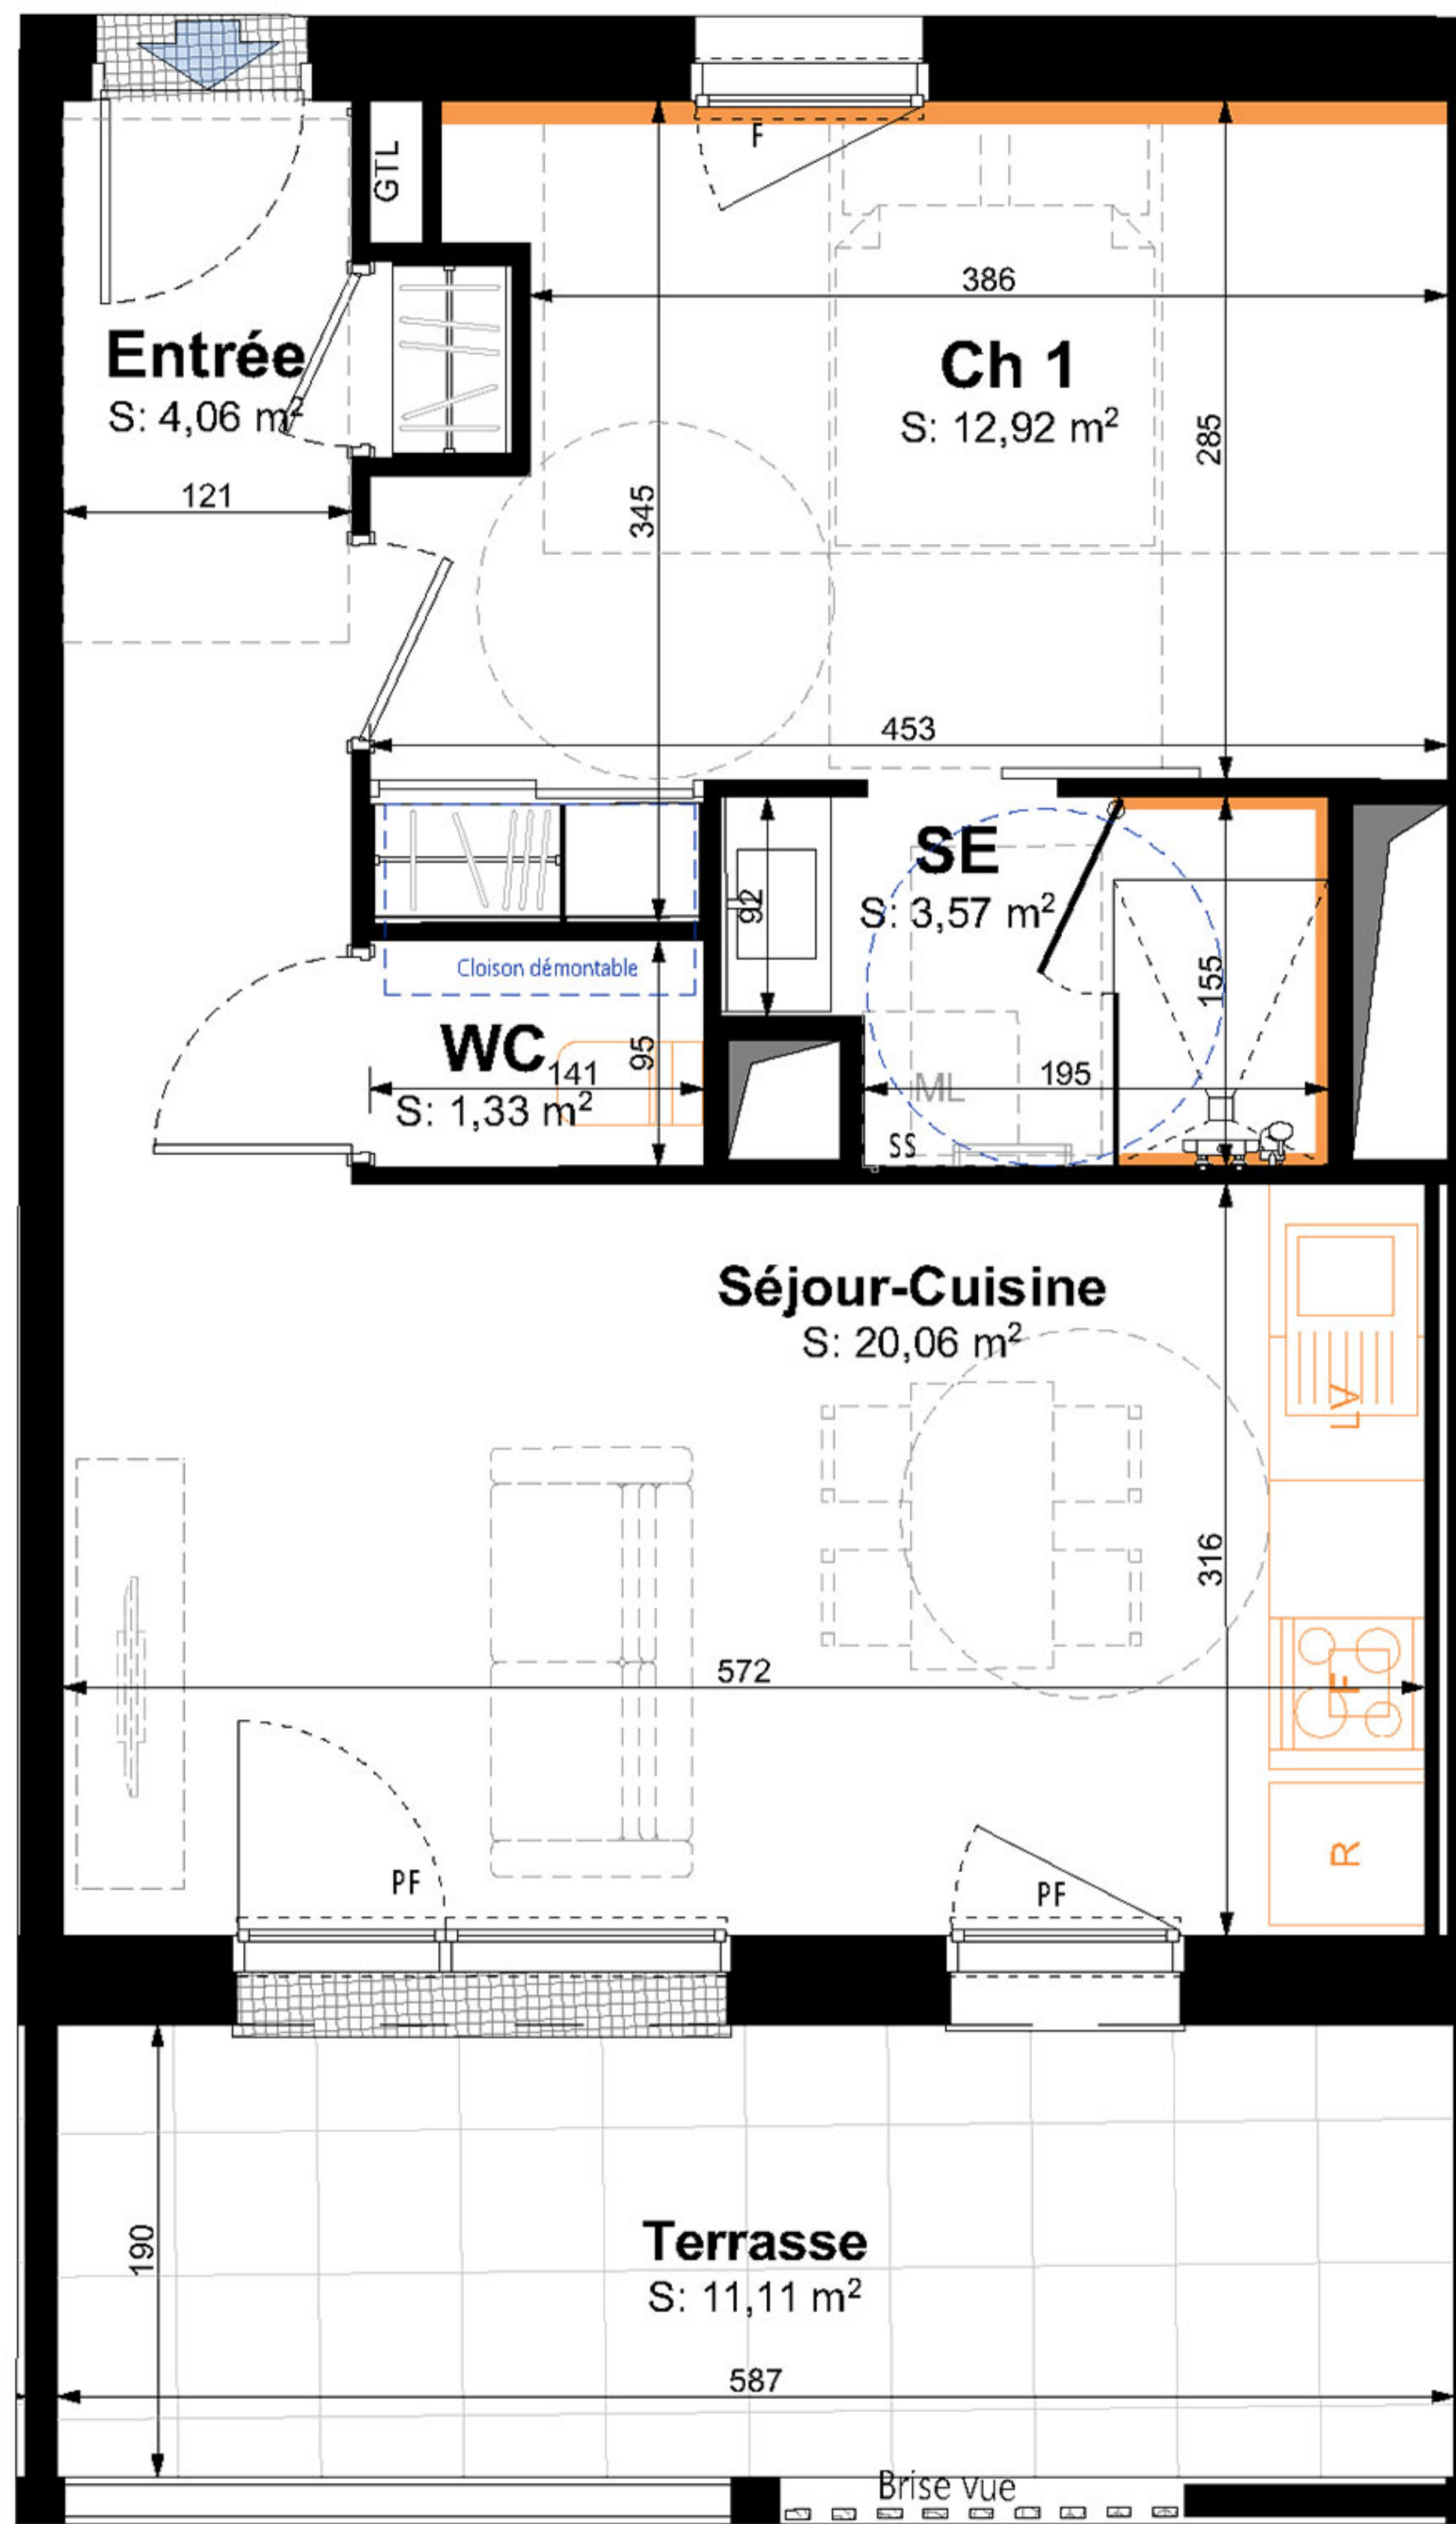 GTL
F
386
Entrée
S: 4,06 m²
Ch 1
S: 12,92 m²
285
121
345
453
SE
S: 3,57 m²
92
155
Cloison démontable
WC
141
95
S: 1,33 m²
ML
195
SS
Séjour-Cuisine
S: 20,06 m²
LV
316
572
F
R
PF
PF
190
Terrasse
S: 11,11 m²
587
Brise vue